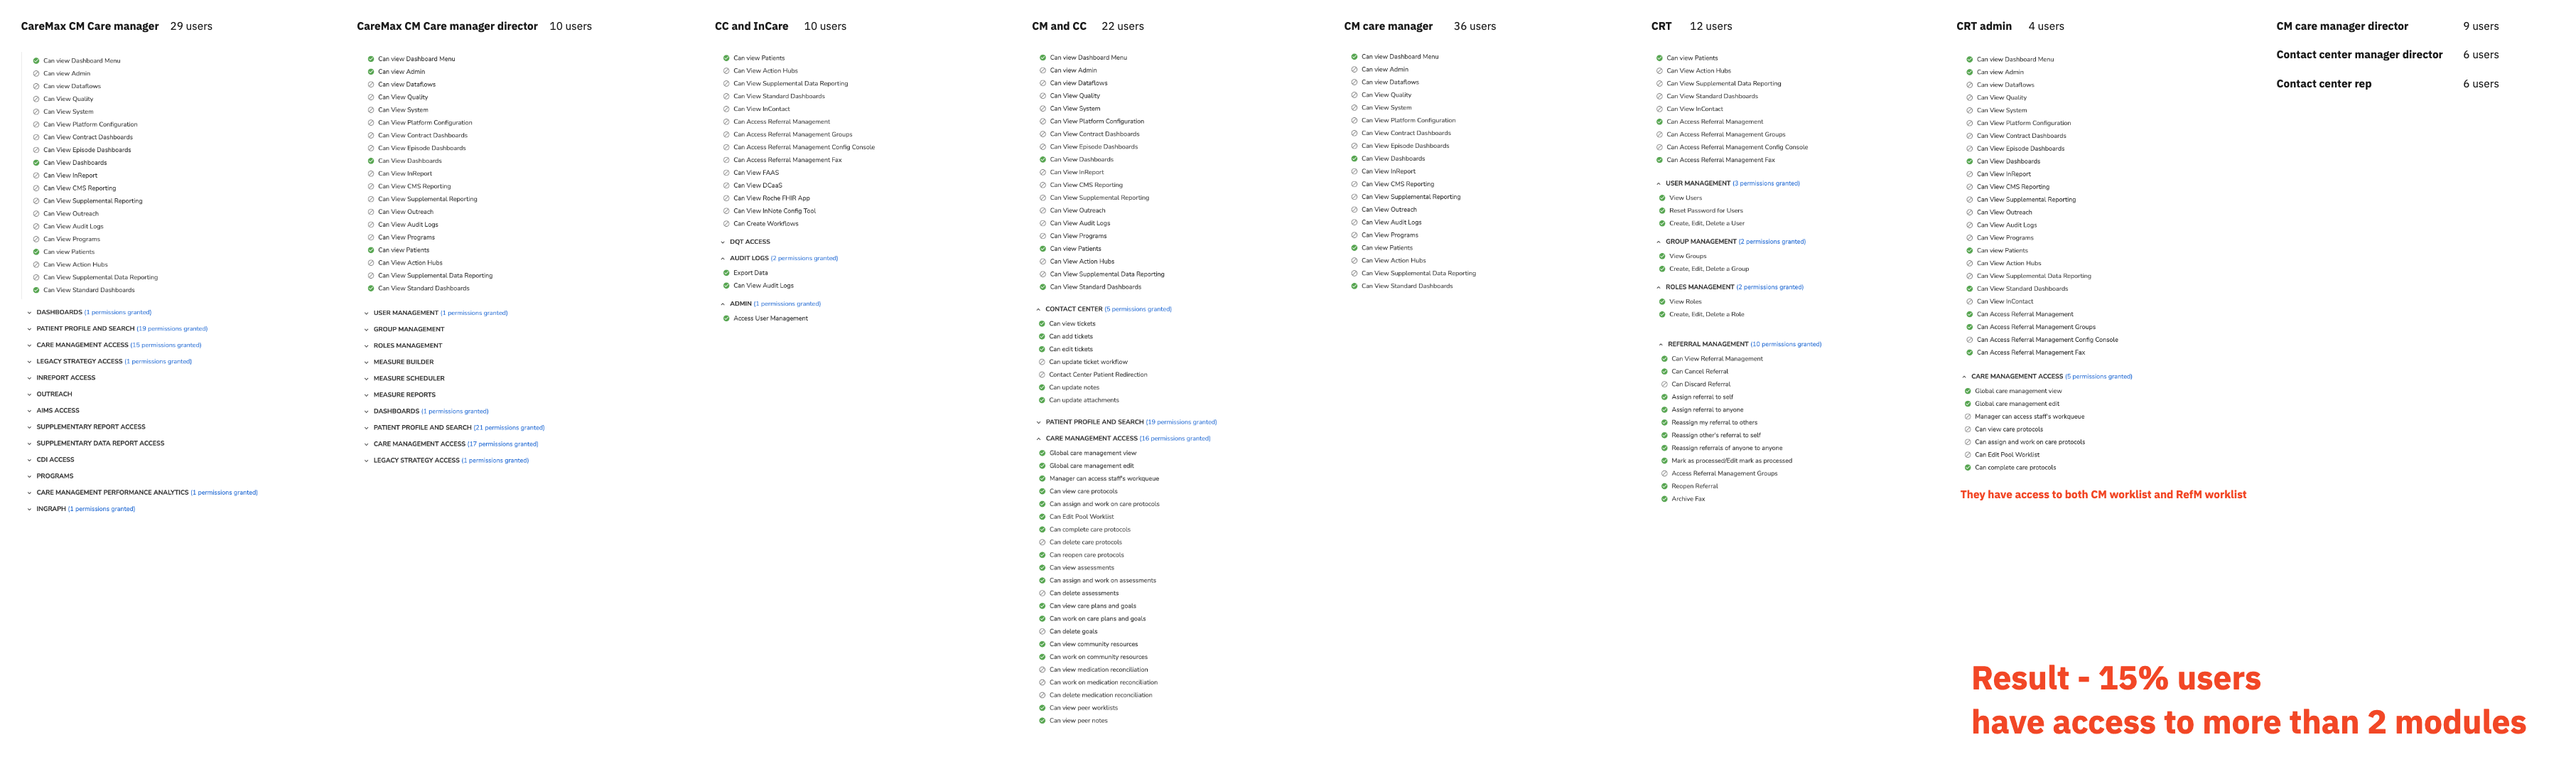 CareMax CM Care manager 29 users
Can view Dashboard Menu
Can view Admin
Can view Dataflows
Can View Quality
Can View System
Can View Platform Configuration
Can View Contract Dashboards
Can View Episode Dashboards
Can View Dashboards
Can View InReport
Can View CMS Reporting
Can View Supplemental Reporting
Can View Outreach
Can View Audit Logs
Can View Programs
Can view Patients
Can View Action Hubs
Can View Supplemental Data Reporting
Can View Standard Dashboards
DASHBOARDS (1 permissions granted)
PATIENT PROFILE AND SEARCH (19 permissions granted)
CARE MANAGEMENT ACCESS (15 permissions granted)
LEGACY STRATEGY ACCESS (1 permissions granted)
INREPORT ACCESS
OUTREACH
AIMS ACCESS
SUPPLEMENTARY REPORT ACCESS
SUPPLEMENTARY DATA REPORT ACCESS
CDI ACCESS
PROGRAMS
CARE MANAGEMENT PERFORMANCE ANALYTICS (1 permissions granted)
INGRAPH (1 permissions granted)
CareMax CM Care manager director 10 users
Can view Dashboard Menu
Can view Admin
Can view Dataflows
Can View Quality
Can View System
Can View Platform Configuration
Can View Contract Dashboards
Can View Episode Dashboards
Can View Dashboards
Can View InReport
Can View CMS Reporting
Can View Supplemental Reporting
Can View Outreach
Can View Audit Logs
Can View Programs
Can view Patients
Can View Action Hubs
Can View Supplemental Data Reporting
Can View Standard Dashboards
USER MANAGEMENT (1 permissions granted)
GROUP MANAGEMENT
ROLES MANAGEMENT
MEASURE BUILDER
MEASURE SCHEDULER
MEASURE REPORTS
DASHBOARDS (1 permissions granted)
PATIENT PROFILE AND SEARCH (21 permissions granted)
CARE MANAGEMENT ACCESS (17 permissions granted)
LEGACY STRATEGY ACCESS (1 permissions granted)
CC and InCare 10 users
Can view Patients
Can View Action Hubs
Can View Supplemental Data Reporting
Can View Standard Dashboards
Can View InContact
Can Access Referral Management
Can Access Referral Management Groups
Can Access Referral Management Config Console
Can Access Referral Management Fax
Can View FAAS
Can View DCaaS
Can View Roche FHIR App
Can View InNote Config Tool
Can Create Workflows
DQT ACCESS
AUDIT LOGS (2 permissions granted)
Export Data
Can View Audit Logs
ADMIN (1 permissions granted)
Access User Management
CM and CC 22 users
Can view Dashboard Menu
Can view Admin
Can view Dataflows
Can View Quality
Can View System
Can View Platform Configuration
Can View Contract Dashboards
Can View Episode Dashboards
Can View Dashboards
Can View InReport
Can View CMS Reporting
Can View Supplemental Reporting
Can View Outreach
Can View Audit Logs
Can View Programs
Can view Patients
Can View Action Hubs
Can View Supplemental Data Reporting
Can View Standard Dashboards
CONTACT CENTER (5 permissions granted)
Can view tickets
Can add tickets
Can edit tickets
Can update ticket workflow
Contact Center Patient Redirection
Can update notes
Can update attachments
PATIENT PROFILE AND SEARCH (19 permissions granted)
CARE MANAGEMENT ACCESS (16 permissions granted)
Global care management view
Global care management edit
Manager can access staff's workqueue
Can view care protocols
Can assign and work on care protocols
Can Edit Pool Worklist
Can complete care protocols
Can delete care protocols
Can reopen care protocols
Can view assessments
Can assign and work on assessments
Can delete assessments
Can view care plans and goals
Can work on care plans and goals
Can delete goals
Can view community resources
Can work on community resources
Can view medication reconciliation
Can work on medication reconciliation
Can delete medication reconciliation
Can view peer worklists
Can view peer notes
CM care manager 36 users
Can view Dashboard Menu
Can view Admin
Can view Dataflows
Can View Quality
Can View System
Can View Platform Configuration
Can View Contract Dashboards
Can View Episode Dashboards
Can View Dashboards
Can View InReport
Can View CMS Reporting
Can View Supplemental Reporting
Can View Outreach
Can View Audit Logs
Can View Programs
Can view Patients
Can View Action Hubs
Can View Supplemental Data Reporting
Can View Standard Dashboards
CRT 12 users
Can view Patients
Can View Action Hubs
Can View Supplemental Data Reporting
Can View Standard Dashboards
Can View InContact
Can Access Referral Management
Can Access Referral Management Groups
Can Access Referral Management Config Console
Can Access Referral Management Fax
USER MANAGEMENT (3 permissions granted)
View Users
Reset Password for Users
Create, Edit, Delete a User
GROUP MANAGEMENT (2 permissions granted)
View Groups
Create, Edit, Delete a Group
ROLES MANAGEMENT (2 permissions granted)
View Roles
Create, Edit, Delete a Role
REFERRAL MANAGEMENT (10 permissions granted)
Can View Referral Management
Can Cancel Referral
Can Discard Referral
Assign referral to self
Assign referral to anyone
Reassign my referral to others
Reassign other's referral to self
Reassign referrals of anyone to anyone
Mark as processed/Edit mark as processed
Access Referral Management Groups
Reopen Referral
Archive Fax
CRT admin 4 users
Can view Dashboard Menu
Can view Admin
Can view Dataflows
Can View Quality
Can View System
Can View Platform Configuration
Can View Contract Dashboards
Can View Episode Dashboards
Can View Dashboards
Can View InReport
Can View CMS Reporting
Can View Supplemental Reporting
Can View Outreach
Can View Audit Logs
Can View Programs
Can view Patients
Can View Action Hubs
Can View Supplemental Data Reporting
Can View Standard Dashboards
Can View InContact
Can Access Referral Management
Can Access Referral Management Groups
Can Access Referral Management Config Console
Can Access Referral Management Fax
CARE MANAGEMENT ACCESS (5 permissions granted)
Global care management view
Global care management edit
Manager can access staff's workqueue
Can view care protocols
Can assign and work on care protocols
Can Edit Pool Worklist
Can complete care protocols
They have access to both CM worklist and RefM worklist
CM care manager director 9 users
Contact center manager director 6 users
Contact center rep 6 users
Result - 15% users
have access to more than 2 modules